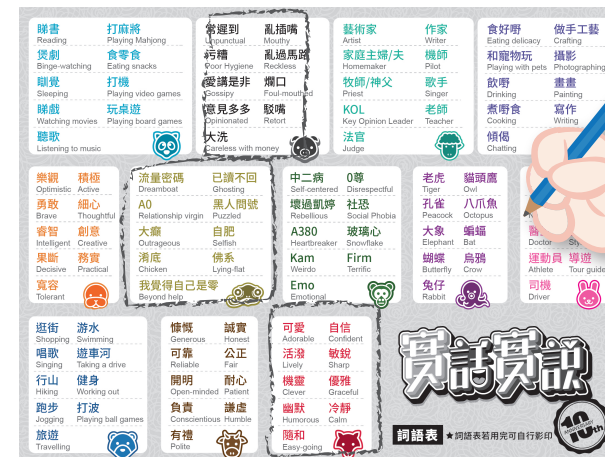 睇書 打麻將
Reading Playing Mahjong
煲劇 食零食
Binge-watching Eating snacks
瞓覺 打機
Sleeping Playing video games
睇戲 玩桌遊
Watching movies Playing board games
聽歌
Listening to music
常遲到 亂插嘴
Unpunctual Mouthy
污糟 亂過馬路
Poor Hygiene Reckless
愛講是非 爛口
Gossipy Foul-mouthed
意見多多 駁嘴
Opinionated Retort
大洗
Careless with money
藝術家 作家
Artist Writer
家庭主婦/夫 機師
Homemaker Pilot
牧師/神父 歌手
Priest Singer
KOL 老師
Key Opinion Leader Teacher
法官
Judge
食好嘢 做手工藝
Eating delicacy Crafting
和寵物玩 攝影
Playing with pets Photographing
飲嘢 畫畫
Drinking Painting
煮嘢食 寫作
Cooking Writing
傾偈
Chatting
樂觀 積極
Optimistic Active
勇敢 細心
Brave Thoughtful
睿智 創意
Intelligent Creative
果斷 務實
Decisive Practical
寬容
Tolerant
流量密碼 已讀不回
Dreamboat Ghosting
A0 黑人問號
Relationship virgin Puzzled
大癲 自肥
Outrageous Selfish
淆底 佛系
Chicken Lying-flat
我覺得自己是零
Beyond help
中二病 0尊
Self-centered Disrespectful
壞過凱婷 社恐
Rebellious Social Phobia
A380 玻璃心
Heartbreaker Snowflake
Kam Firm
Weirdo Terrific
Emo
Emotional
老虎 貓頭鷹
Tiger Owl
孔雀 八爪魚
Peacock Octopus
大象 蝙蝠
Elephant Bat
蝴蝶 烏鴉
Butterfly Crow
兔仔
Rabbit
Doctor
運動員 導遊
Athlete Tour guide
司機
Driver
逛街 游水
Shopping Swimming
唱歌 遊車河
Singing Taking a drive
行山 健身
Hiking Working out
跑步 打波
Jogging Playing ball games
旅遊
Travelling
慷慨 誠實
Generous Honest
可靠 公正
Reliable Fair
開明 耐心
Open-minded Patient
負責 謙虛
Conscientious Humble
有禮
Polite
可愛 自信
Adorable Confident
活潑 敏銳
Lively Sharp
機靈 優雅
Clever Graceful
幽默 冷靜
Humorous Calm
隨和
Easy-going
實話實說
10th
ANNIVERSARY
詞語表 ★詞語表若用完可自行影印